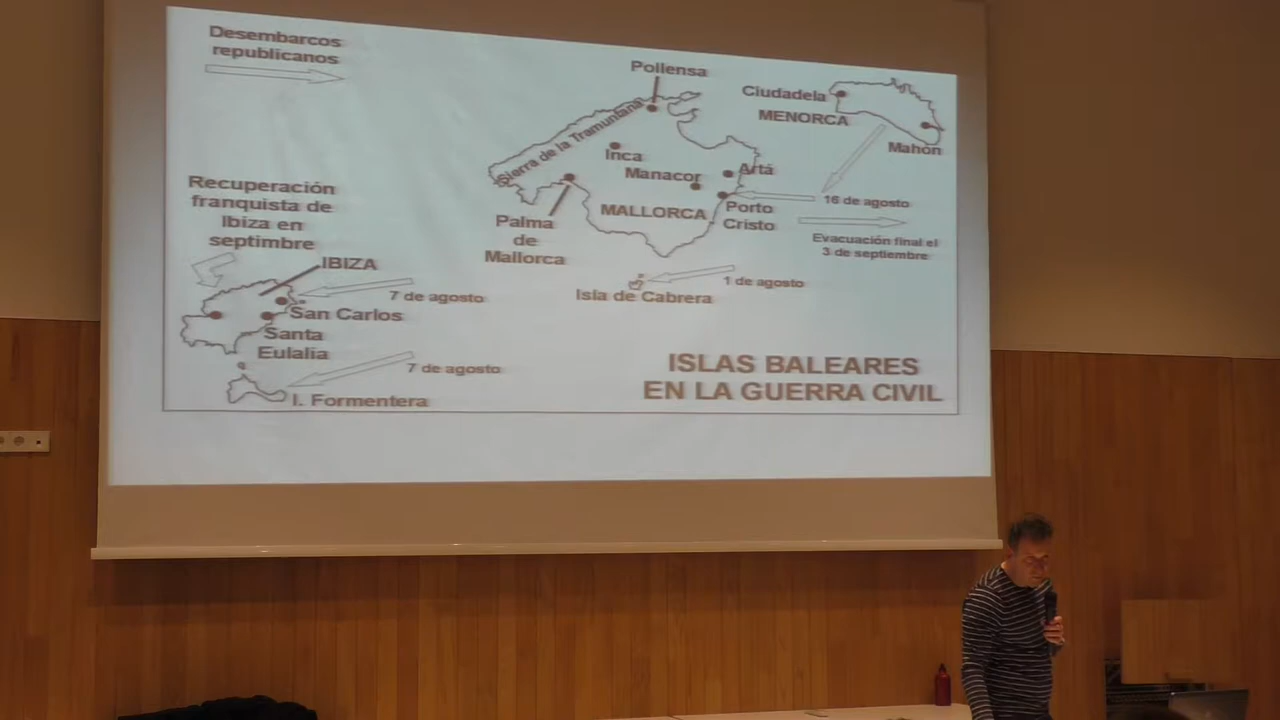 Desembarcos
republicanos
Pollensa
Ciudadela
MENORCA
Mahón
Sierra de la Tramuntana
Inca
Manacor
Artá
Recuperación
franquista de
Ibiza en
septimbre
MALLORCA
Porto
Cristo
16 de agosto
Palma
de
Mallorca
Evacuación final el
3 de septiembre
IBIZA
7 de agosto
1 de agosto
Isla de Cabrera
San Carlos
Santa
Eulalia
7 de agosto
I. Formentera
ISLAS BALEARES
EN LA GUERRA CIVIL